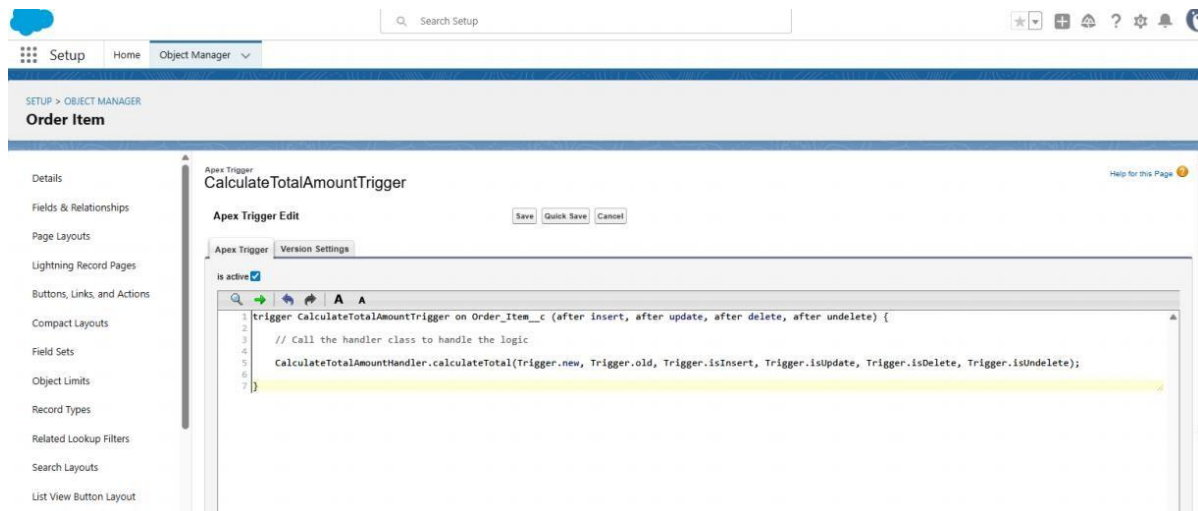 Search Setup
Setup
Home
Object Manager
SETUP > OBJECT MANAGER
Order Item
Details
Fields & Relationships
Page Layouts
Lightning Record Pages
Buttons, Links, and Actions
Compact Layouts
Field Sets
Object Limits
Record Types
Related Lookup Filters
Search Layouts
List View Button Layout
Apex Trigger
CalculateTotalAmountTrigger
Help for this Page ?
Apex Trigger Edit
Save Quick Save Cancel
Apex Trigger Version Settings
is active
A A
1 trigger CalculateTotalAmountTrigger on Order_Item__c (after insert, after update, after delete, after undelete) {
2
3 // Call the handler class to handle the logic
4
5 CalculateTotalAmountHandler.calculateTotal(Trigger.new, Trigger.old, Trigger.isInsert, Trigger.isUpdate, Trigger.isDelete, Trigger.isUndelete);
6
7 }